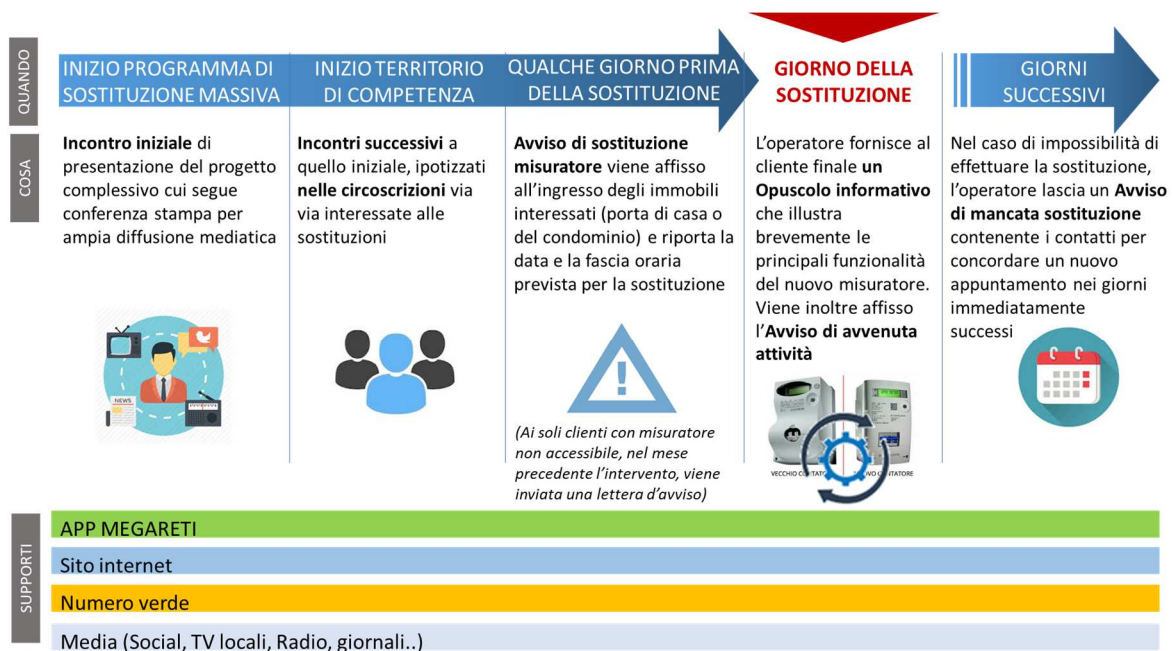 QUANDO
INIZIO PROGRAMMA DI
SOSTITUZIONE MASSIVA
INIZIO TERRITORIO
DI COMPETENZA
QUALCHE GIORNO PRIMA
DELLA SOSTITUZIONE
GIORNO DELLA
SOSTITUZIONE
GIORNI
SUCCESSIVI
COSA
Incontro iniziale di
presentazione del progetto
complessivo cui segue
conferenza stampa per
ampia diffusione mediatica
Incontri successivi a
quello iniziale, ipotizzati
nelle circoscrizioni via
via interessate alle
sostituzioni
Avviso di sostituzione
misuratore viene affisso
all'ingresso degli immobili
interessati (porta di casa o
del condominio) e riporta la
data e la fascia oraria
prevista per la sostituzione
(Ai soli clienti con misuratore
non accessibile, nel mese
precedente l'intervento, viene
inviata una lettera d'avviso)
L'operatore fornisce al
cliente finale un
Opuscolo informativo
che illustra
brevemente le
principali funzionalità
del nuovo misuratore.
Viene inoltre affisso
l'Avviso di avvenuta
attività
VECCHIO
Nel caso di impossibilità di
effettuare la sostituzione,
l'operatore lascia un Avviso
di mancata sostituzione
contenente i contatti per
concordare un nuovo
appuntamento nei giorni
immediatamente
successi
NEWS
SUPPORTI
APP MEGARETI
Sito internet
Numero verde
Media (Social, TV locali, Radio, giornali..)